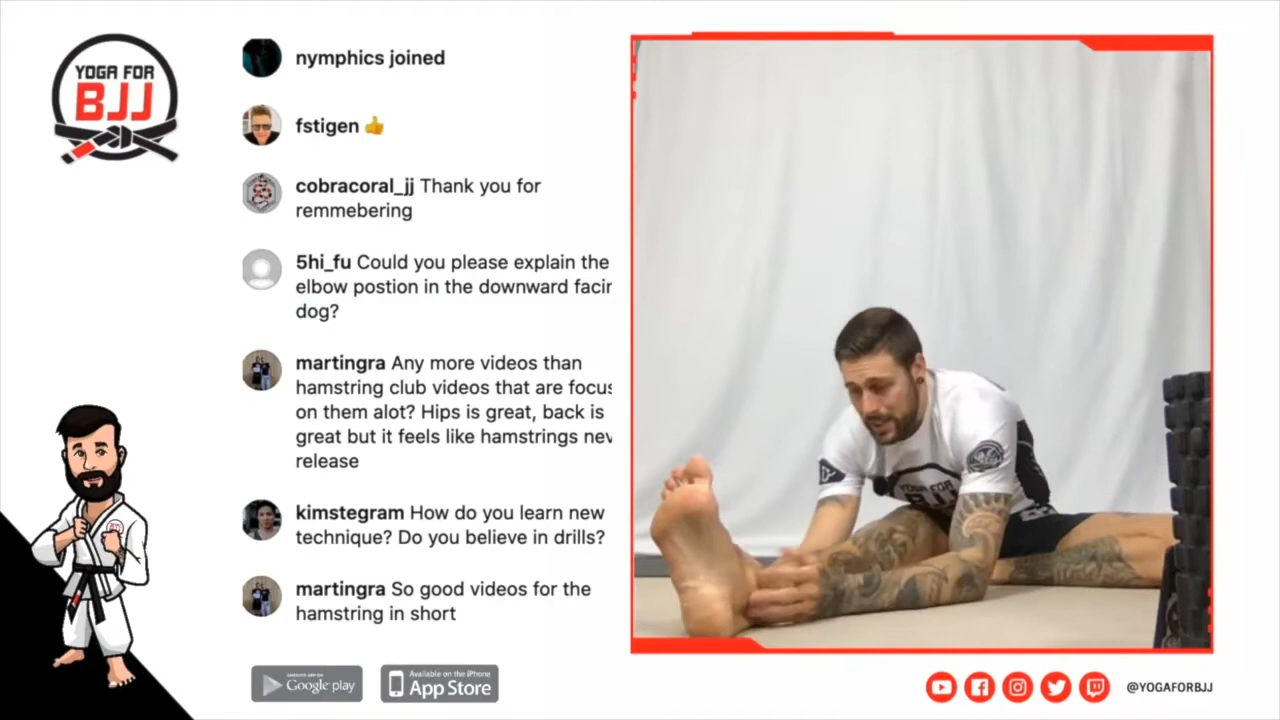 YOGA FOR
BJJ
nymphics joined
fstigen 👍
cobracoral_jj Thank you for
remmebering
5hi_fu Could you please explain the
elbow postion in the downward facin
dog?
martingra Any more videos than
hamstring club videos that are focus
on them alot? Hips is great, back is
great but it feels like hamstrings nev
release
kimstegram How do you learn new
technique? Do you believe in drills?
martingra So good videos for the
hamstring in short
YOGA FOR
BJJ
Google play
Available on the iPhone
App Store
@YOGAFORBJJ